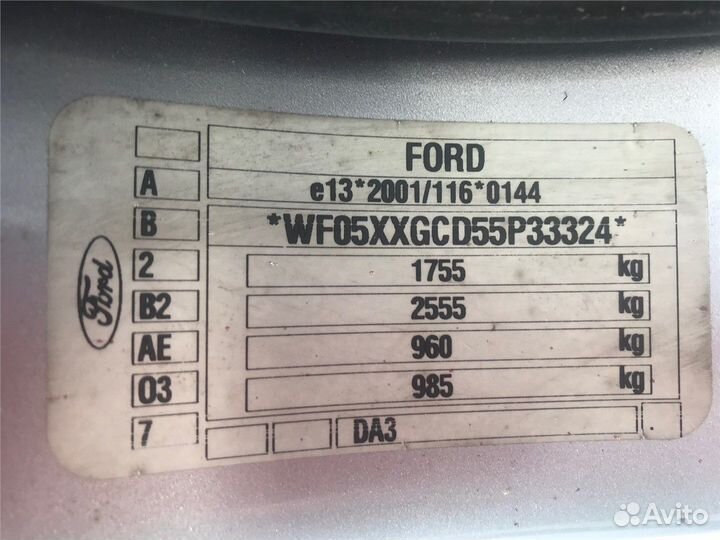 FORD
A e13*2001/116*0144
B *WF05XXGCD55P33324*
2 1755 kg
B2 2555 kg
AE 960 kg
03 985 kg
7 DA3
Ford
Avito